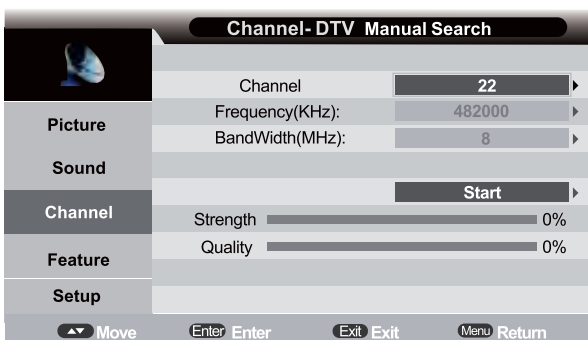 Channel- DTV Manual Search
Channel 22
Frequency(KHz): 482000
BandWidth(MHz): 8
Start
Strength 0%
Quality 0%
Picture
Sound
Channel
Feature
Setup
Move Enter Enter Exit Exit Menu Return